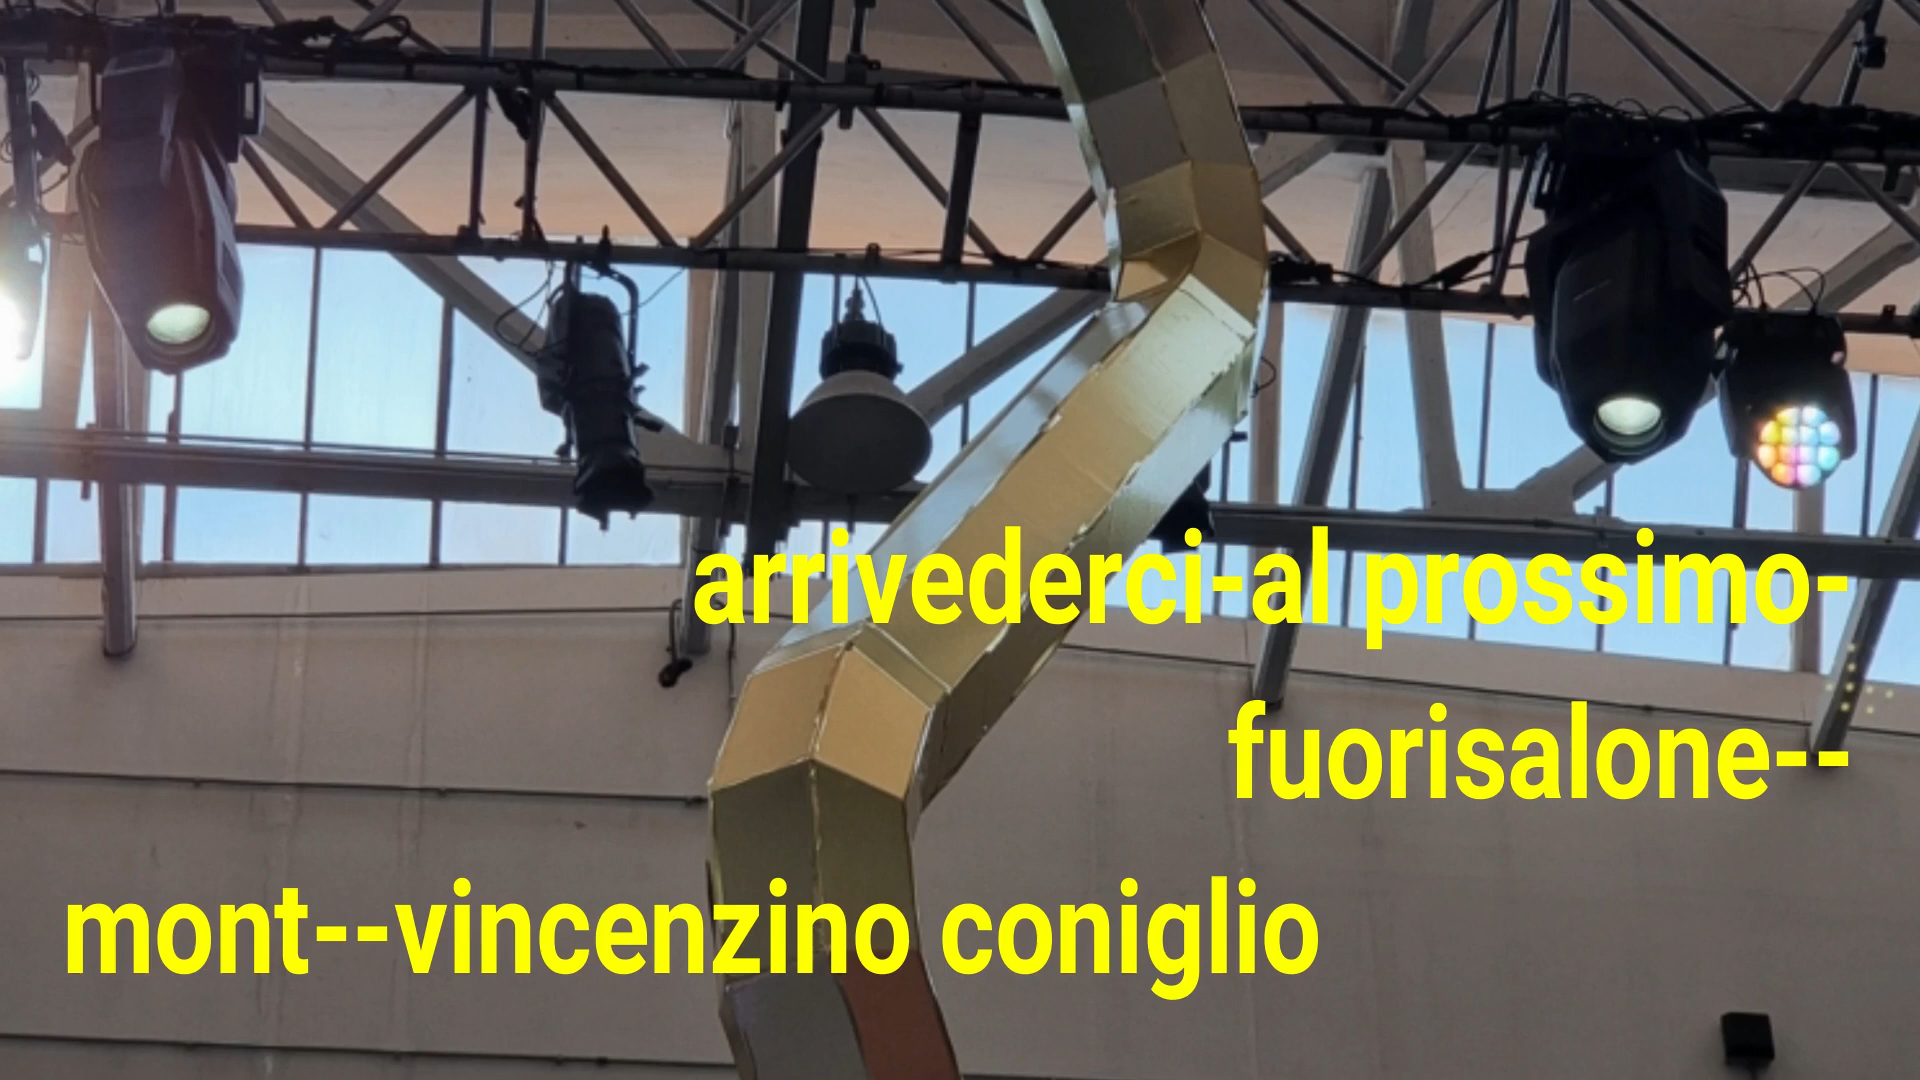 arrivederci-al prossimo-
fuorisalone--
mont--vincenzino coniglio